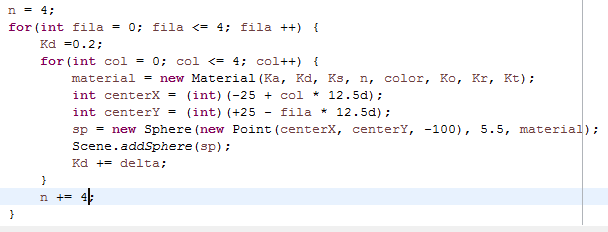 n = 4;
for(int fila = 0; fila <= 4; fila ++) {
Kd =0.2;
for(int col = 0; col <= 4; col++) {
material = new Material(Ka, Kd, Ks, n, color, Ko, Kr, Kt);
int centerX = (int)(-25 + col * 12.5d);
int centerY = (int)(+25 - fila * 12.5d);
sp = new Sphere(new Point(centerX, centerY, -100), 5.5, material);
Scene.addSphere(sp);
Kd += delta;
}
n += 4;
}